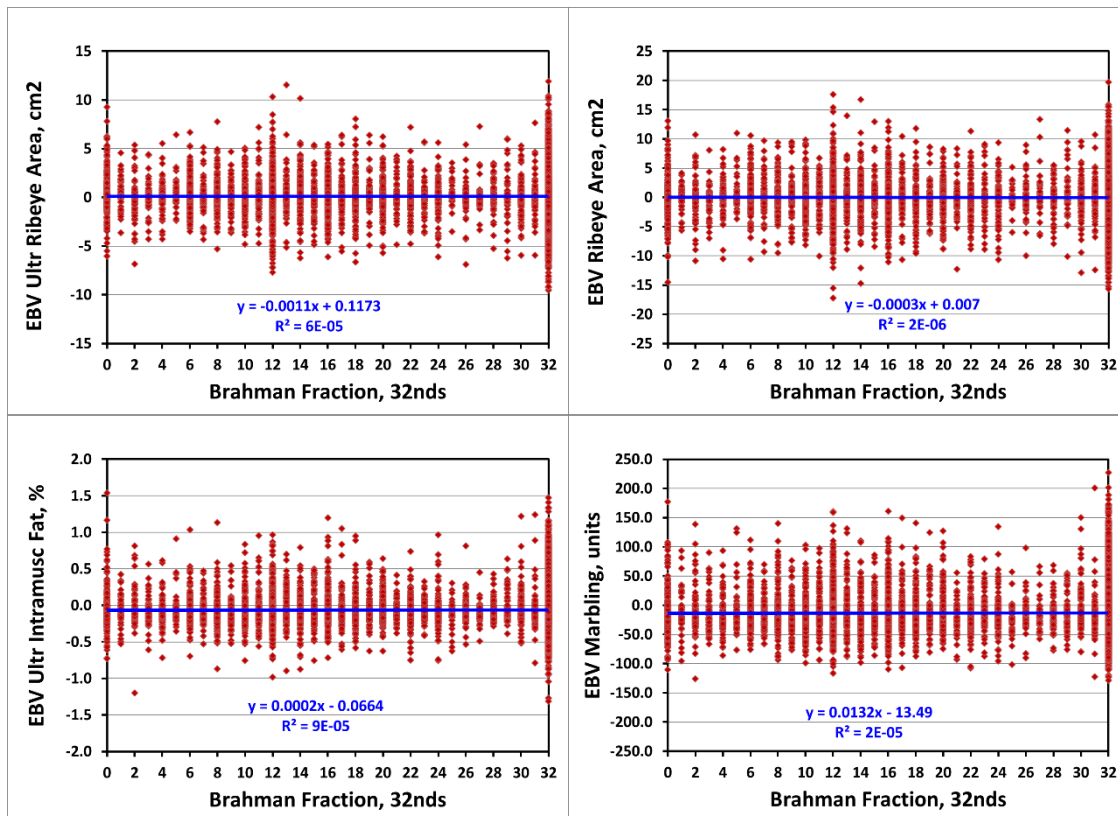 EBV Ultr Ribeye Area, cm2
15
10
5
0
-5
-10
-15
y = -0.0011x + 0.1173
R² = 6E-05
0 2 4 6 8 10 12 14 16 18 20 22 24 26 28 30 32
Brahman Fraction, 32nds
EBV Ribeye Area, cm2
25
20
15
10
5
0
-5
-10
-15
-20
-25
y = -0.0003x + 0.007
R² = 2E-06
0 2 4 6 8 10 12 14 16 18 20 22 24 26 28 30 32
Brahman Fraction, 32nds
EBV Ultr Intramusc Fat, %
2.0
1.5
1.0
0.5
0.0
-0.5
-1.0
-1.5
-2.0
y = 0.0002x - 0.0664
R² = 9E-05
0 2 4 6 8 10 12 14 16 18 20 22 24 26 28 30 32
Brahman Fraction, 32nds
EBV Marbling, units
250.0
200.0
150.0
100.0
50.0
0.0
-50.0
-100.0
-150.0
-200.0
-250.0
y = 0.0132x - 13.49
R² = 2E-05
0 2 4 6 8 10 12 14 16 18 20 22 24 26 28 30 32
Brahman Fraction, 32nds